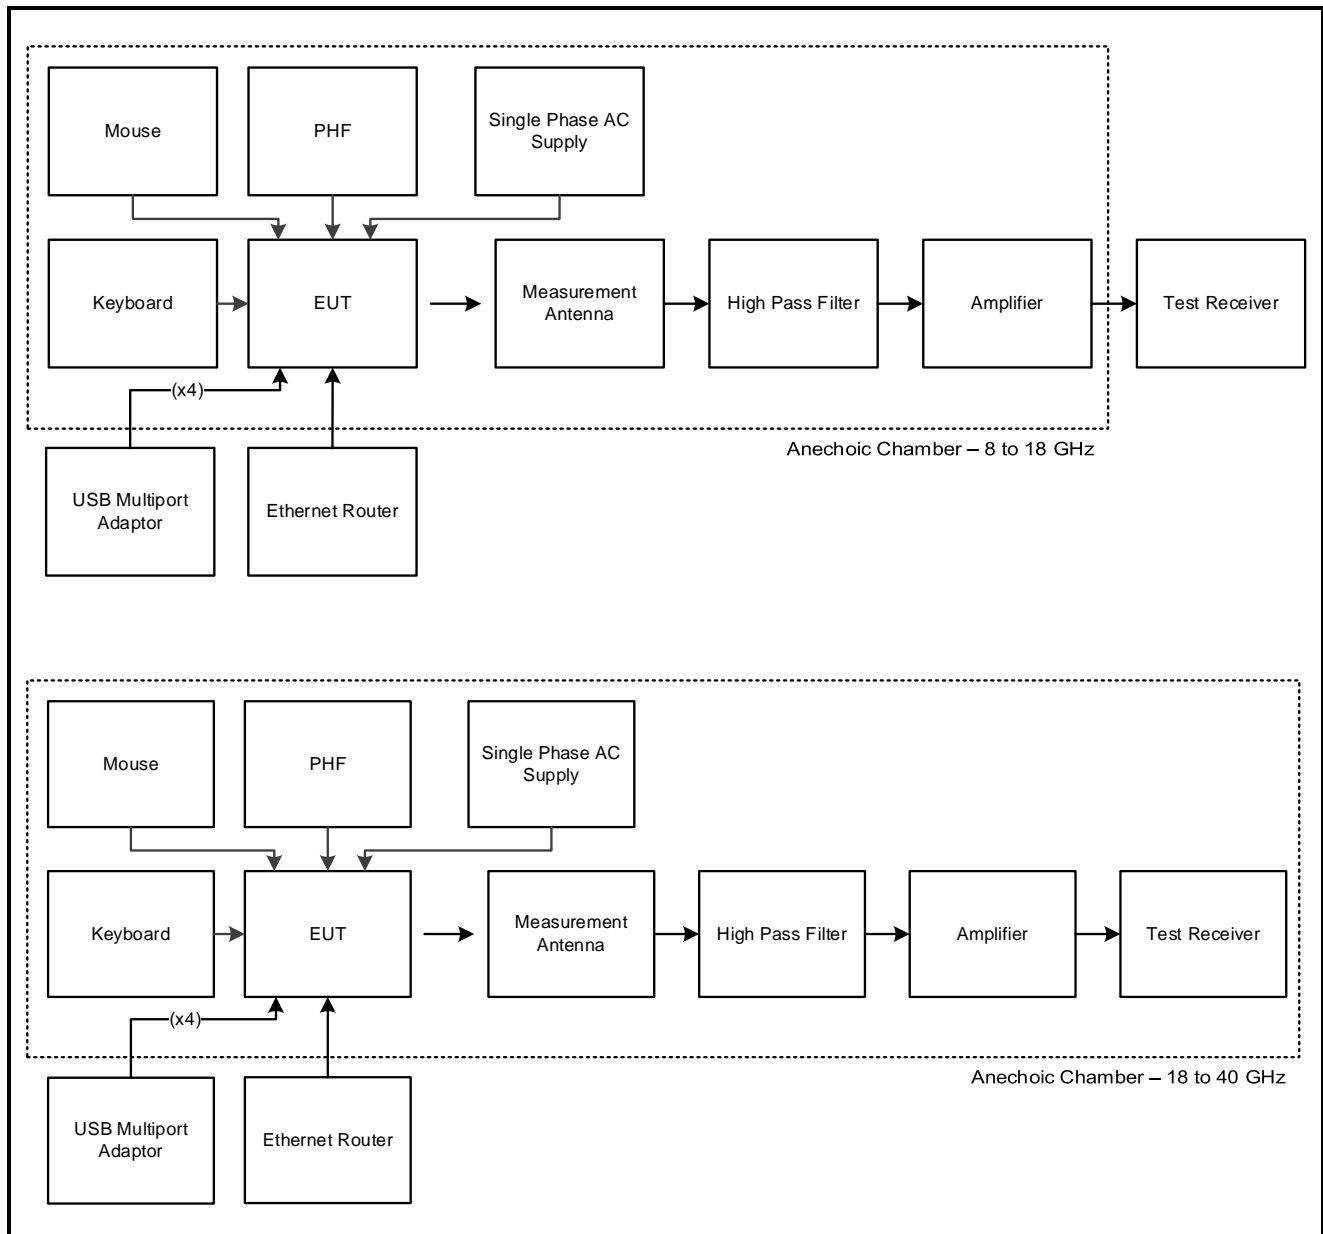 Mouse
PHF
Single Phase AC
Supply
Keyboard
EUT
Measurement
Antenna
High Pass Filter
Amplifier
Test Receiver
(x4)
Anechoic Chamber – 8 to 18 GHz
USB Multiport
Adaptor
Ethernet Router
Mouse
PHF
Single Phase AC
Supply
Keyboard
EUT
Measurement
Antenna
High Pass Filter
Amplifier
Test Receiver
(x4)
Anechoic Chamber – 18 to 40 GHz
USB Multiport
Adaptor
Ethernet Router